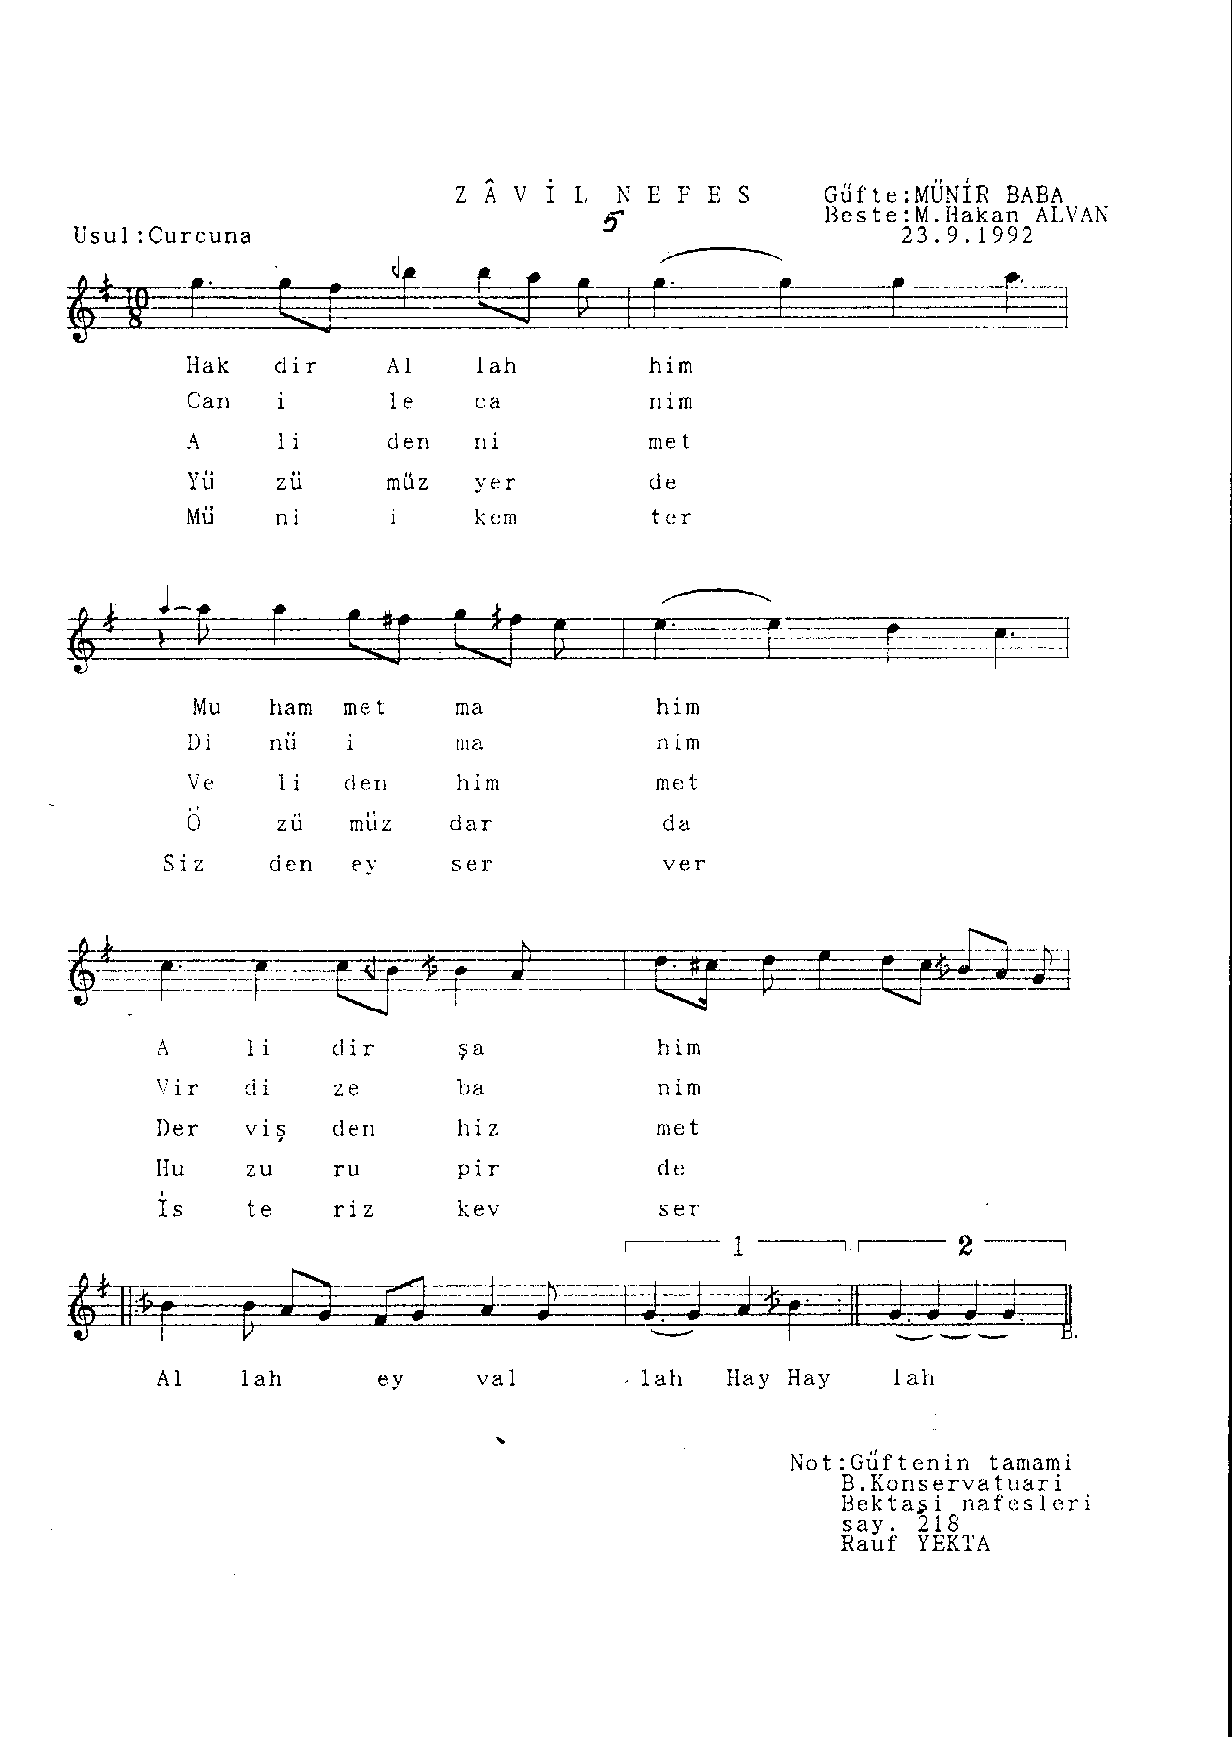 ZÂVİL NEFES
5
Güfte:MÜNİR BABA
Beste:M.Hakan ALVAN
23.9.1992
Usul:Curcuna
10
8
Hak dir Al lah him
Can i le ca nim
A li den ni met
Yü zü müz yer de
Mü ni i kem ter
Mu ham met ma him
Di nü i ma nim
Ve li den him met
Ö zü müz dar da
Siz den ey ser ver
A li dir şa him
Vir di ze ba nim
Der viş den hiz met
Hu zu ru pir de
İs te riz kev ser
1 2
B.
Al lah ey val lah Hay Hay lah
Not:Güftenin tamami
B.Konservatuari
Bektaşi nafesleri
say. 218
Rauf YEKTA